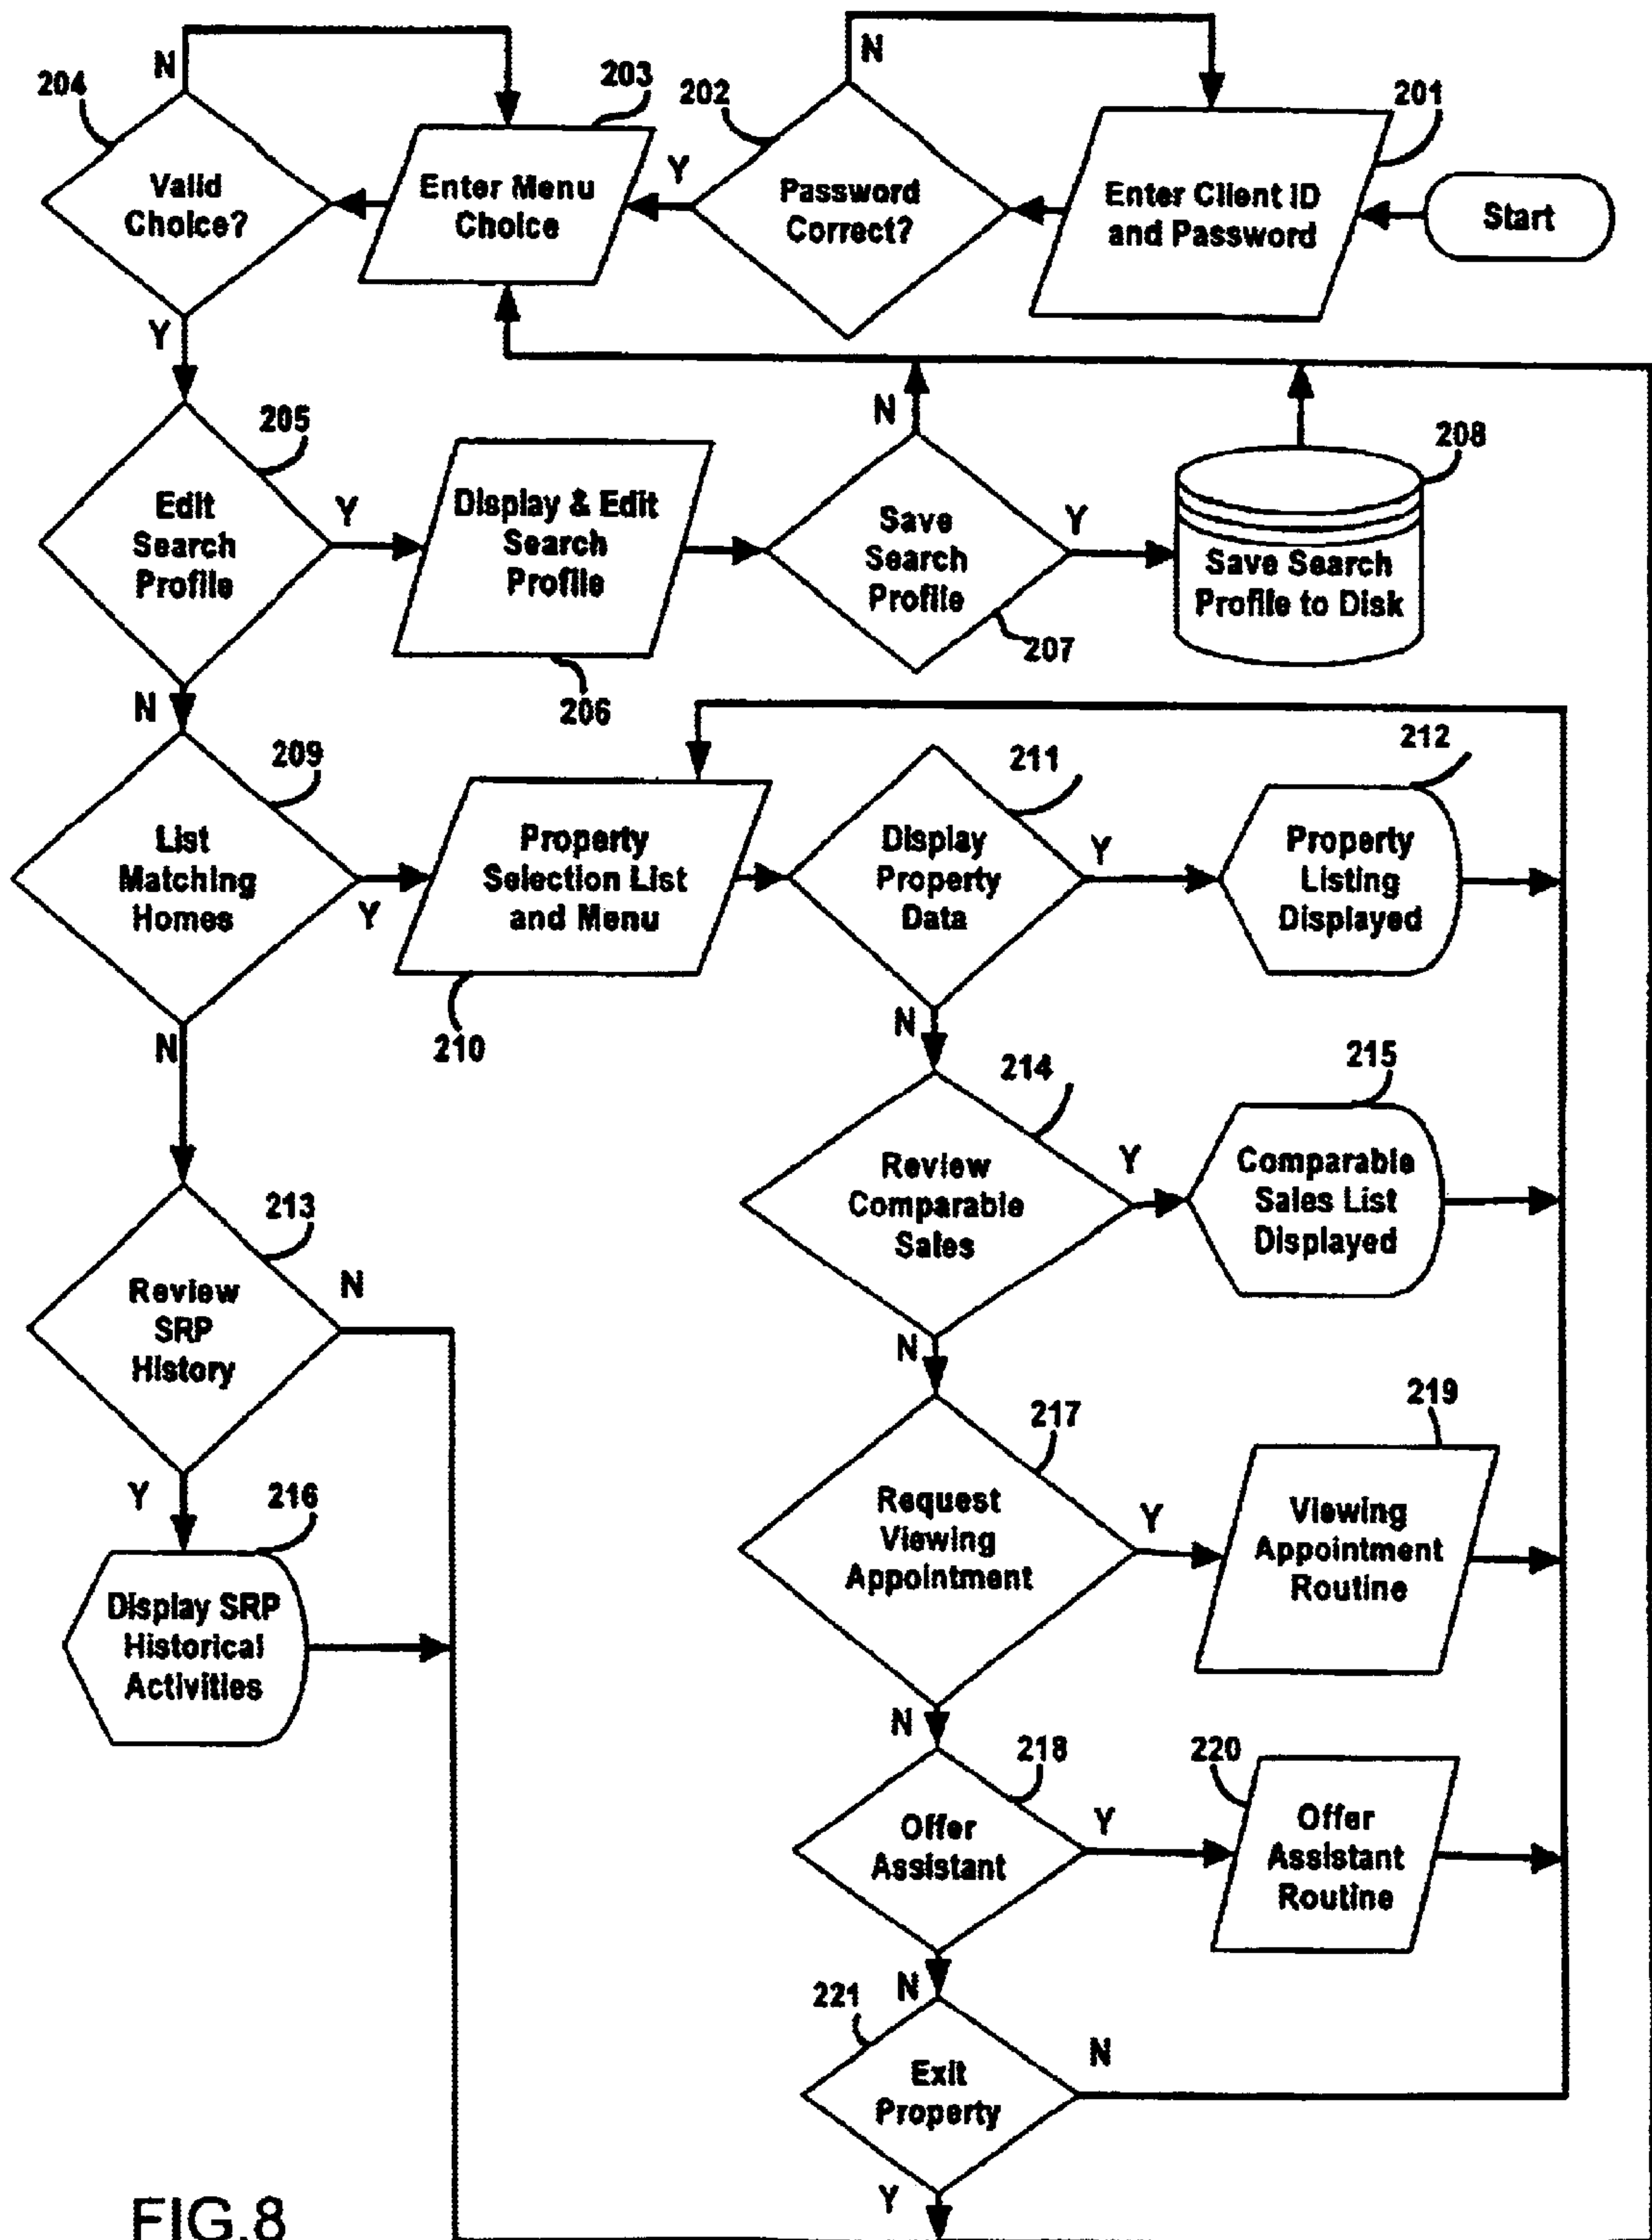 N
N
204
203
202
201
Valid
Choice?
Enter Menu
Choice
Y
Password
Correct?
Enter Client ID
and Password
Start
Y
205
N
208
Edit
Search
Profile
Y
Display & Edit
Search
Profile
Save
Search
Profile
Y
Save Search
Profile to Disk
207
206
N
209
211
212
List
Matching
Homes
Y
Property
Selection List
and Menu
Display
Property
Data
Y
Property
Listing
Displayed
210
N
N
214
215
Review
Comparable
Sales
Y
Comparable
Sales List
Displayed
213
Review
SRP
History
N
N
217
219
Y
216
Request
Viewing
Appointment
Y
Viewing
Appointment
Routine
Display SRP
Historical
Activities
N
218
220
Offer
Assistant
Y
Offer
Assistant
Routine
N
221
Exit
Property
N
Y
FIG.8